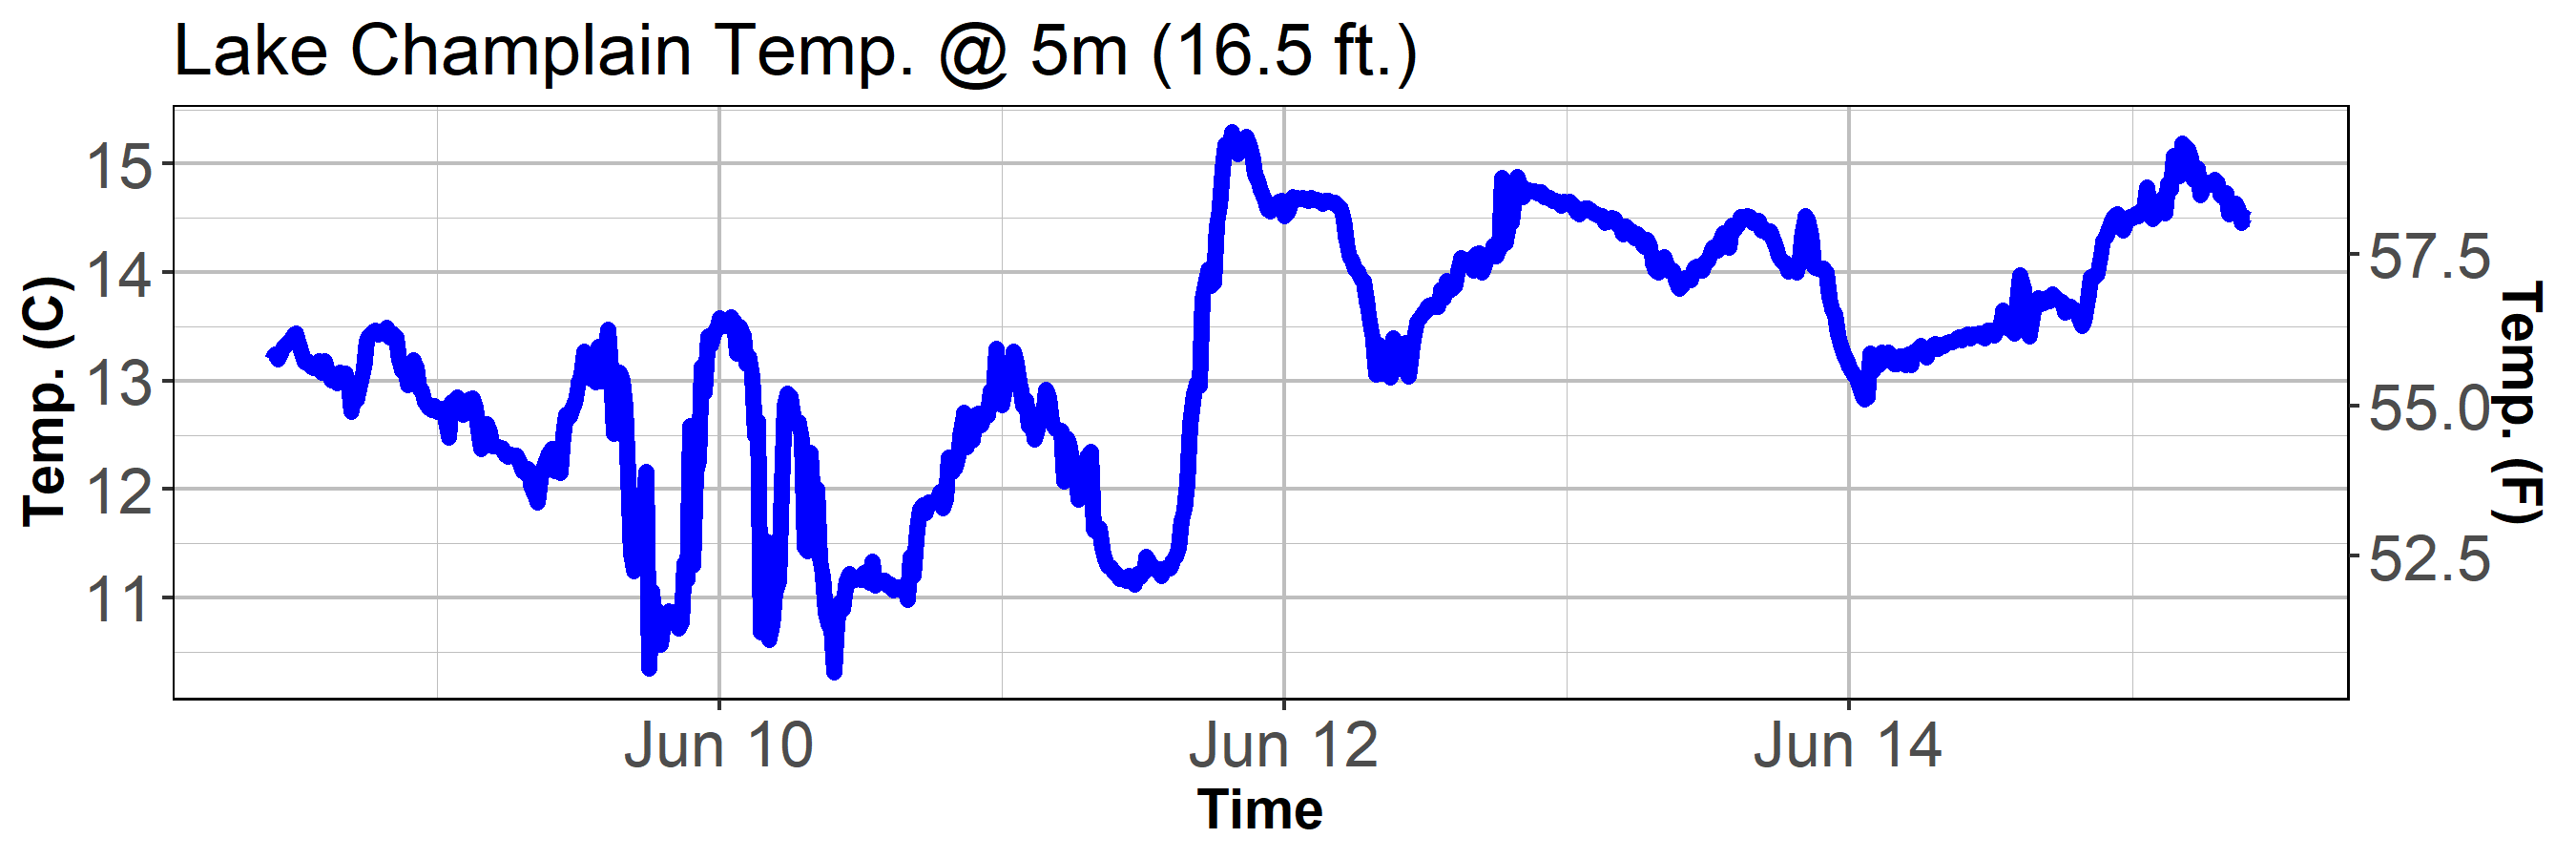 Lake Champlain Temp. @ 5m (16.5 ft.)
Temp. (C)
15
14
13
12
11
57.5
55.0
52.5
Temp. (F)
Jun 10
Jun 12
Jun 14
Time